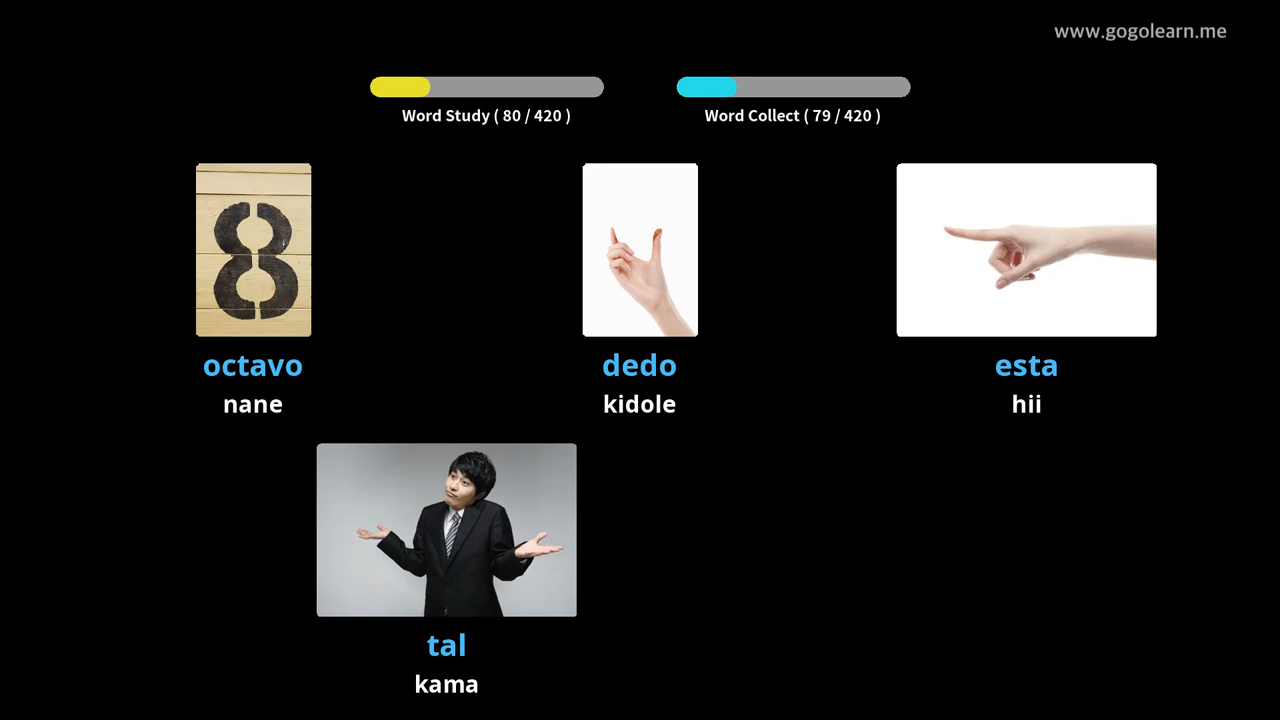 www.gogolearn.me
Word Study ( 80 / 420 )
Word Collect ( 79 / 420 )
8
octavo
nane
dedo
kidole
esta
hii
tal
kama